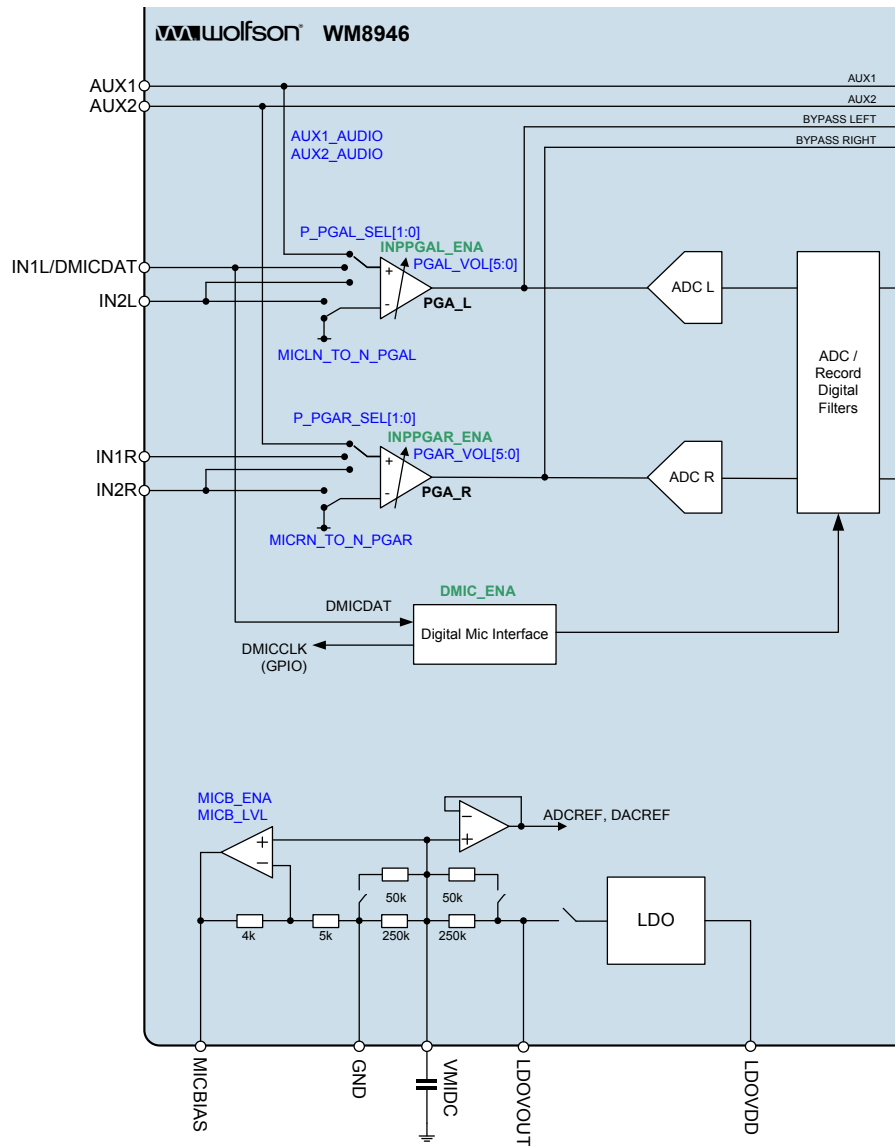 wolfson® WM8946
AUX1
AUX1
AUX2
AUX2
BYPASS LEFT
BYPASS RIGHT
AUX1_AUDIO
AUX2_AUDIO
P_PGAL_SEL[1:0]
INPPGAL_ENA
PGAL_VOL[5:0]
IN1L/DMICDAT
+
-
PGA_L
ADC L
IN2L
MICLN_TO_N_PGAL
ADC /
Record
Digital
Filters
P_PGAR_SEL[1:0]
INPPGAR_ENA
PGAR_VOL[5:0]
IN1R
+
-
PGA_R
ADC R
IN2R
MICRN_TO_N_PGAR
DMIC_ENA
DMICDAT
Digital Mic Interface
DMICCLK
(GPIO)
MICB_ENA
MICB_LVL
+
-
-
+
ADCREF, DACREF
50k
50k
4k
5k
250k
250k
LDO
MICBIAS
GND
VMIDC
LDOVOUT
LDOVDD